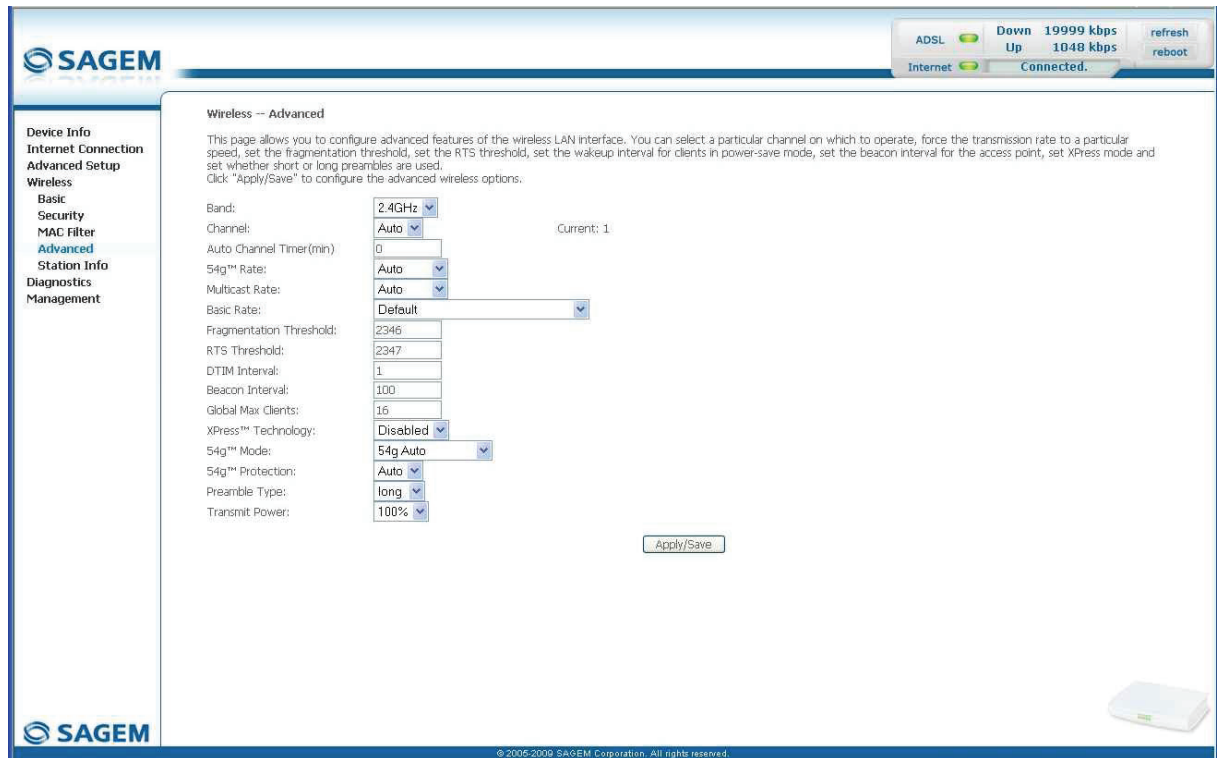 SAGEM
ADSL
Down 19999 kbps
Up 1048 kbps
refresh
reboot
Internet
Connected.
Device Info
Internet Connection
Advanced Setup
Wireless
Basic
Security
MAC Filter
Advanced
Station Info
Diagnostics
Management
Wireless -- Advanced
This page allows you to configure advanced features of the wireless LAN interface. You can select a particular channel on which to operate, force the transmission rate to a particular
speed, set the fragmentation threshold, set the RTS threshold, set the wakeup interval for clients in power-save mode, set the beacon interval for the access point, set XPress mode and
set whether short or long preambles are used.
Click "Apply/Save" to configure the advanced wireless options.
Band: 2.4GHz
Channel: Auto Current: 1
Auto Channel Timer(min) 0
54g™ Rate: Auto
Multicast Rate: Auto
Basic Rate: Default
Fragmentation Threshold: 2346
RTS Threshold: 2347
DTIM Interval: 1
Beacon Interval: 100
Global Max Clients: 16
XPress™ Technology: Disabled
54g™ Mode: 54g Auto
54g™ Protection: Auto
Preamble Type: long
Transmit Power: 100%
Apply/Save
SAGEM
© 2005-2009 SAGEM Corporation. All rights reserved.